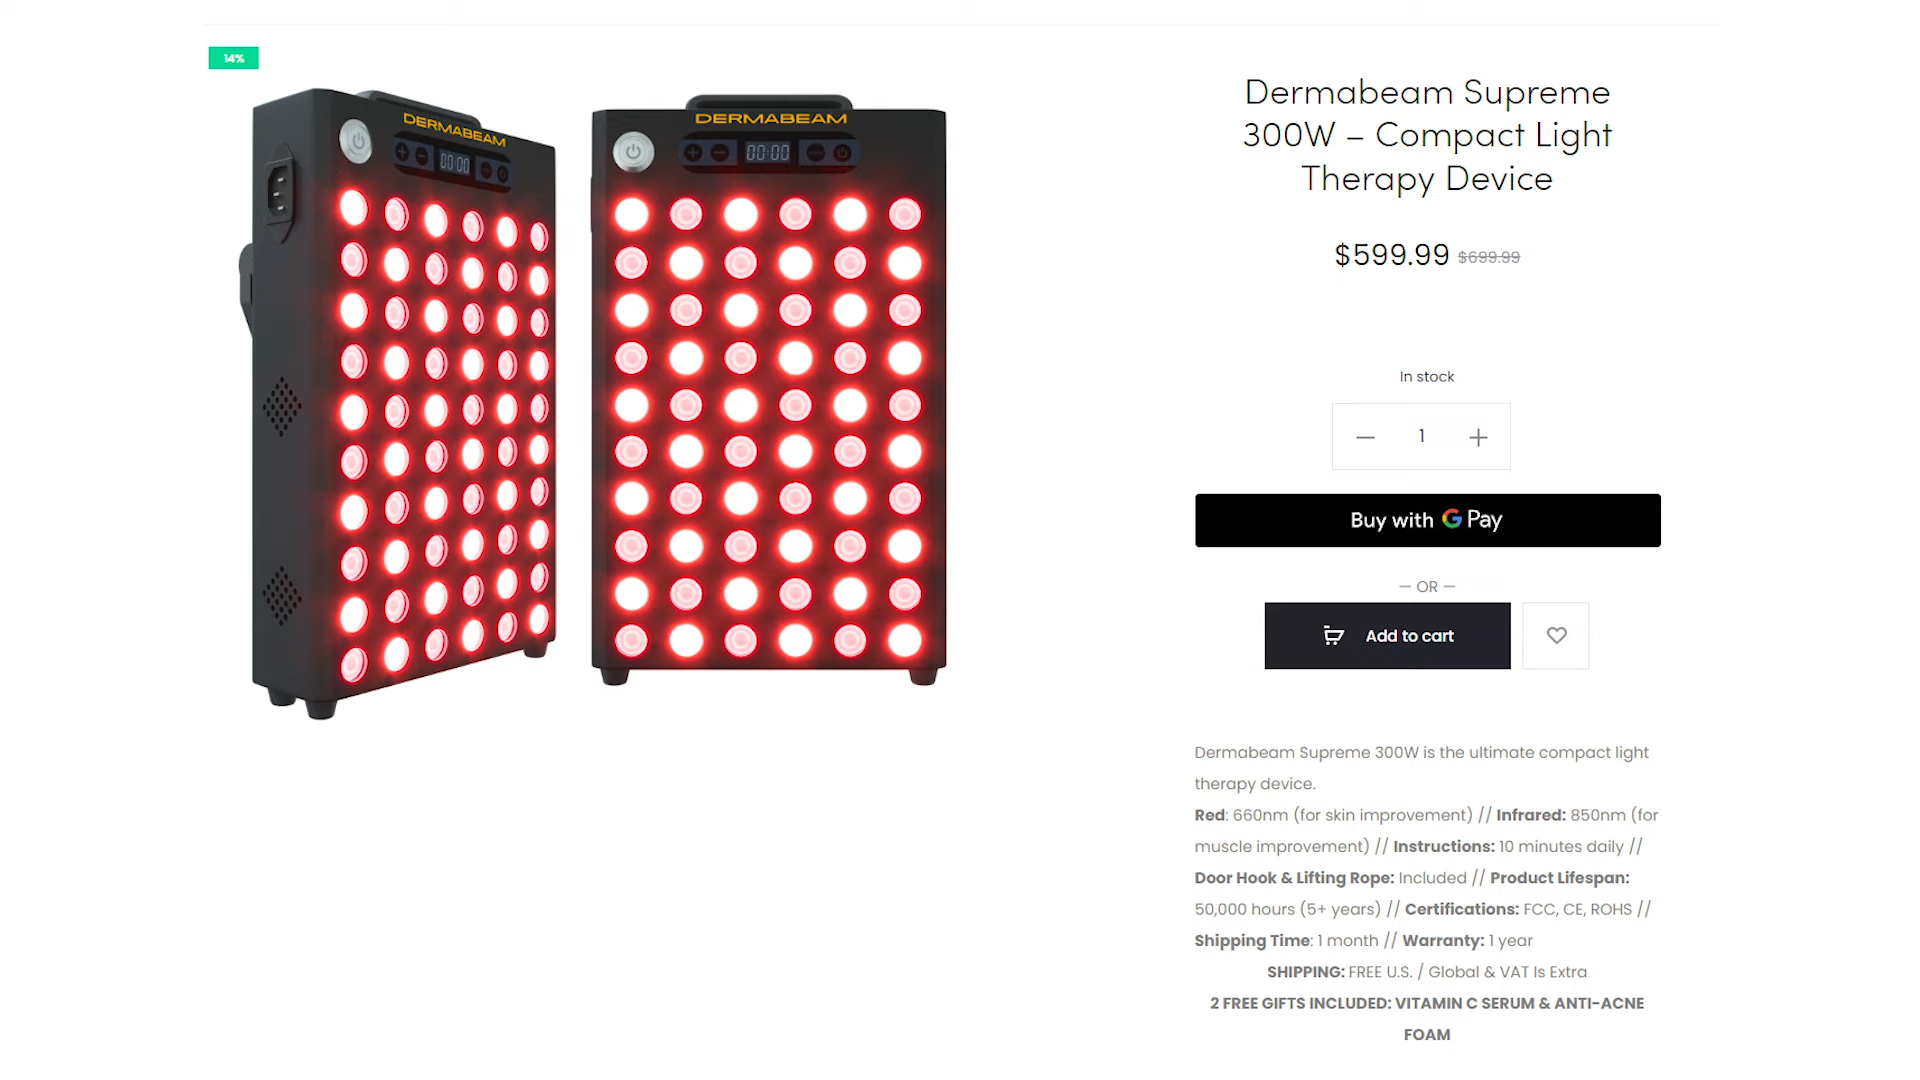 14%
DERMABEAM
00:00
DERMABEAM
00:00
Dermabeam Supreme
300W – Compact Light
Therapy Device
$599.99 $699.99
In stock
— 1 +
Buy with G Pay
— OR —
Add to cart
Dermabeam Supreme 300W is the ultimate compact light
therapy device.
Red: 660nm (for skin improvement) // Infrared: 850nm (for
muscle improvement) // Instructions: 10 minutes daily //
Door Hook & Lifting Rope: Included // Product Lifespan:
50,000 hours (5+ years) // Certifications: FCC, CE, ROHS //
Shipping Time: 1 month // Warranty: 1 year
SHIPPING: FREE U.S. / Global & VAT Is Extra
2 FREE GIFTS INCLUDED: VITAMIN C SERUM & ANTI-ACNE
FOAM